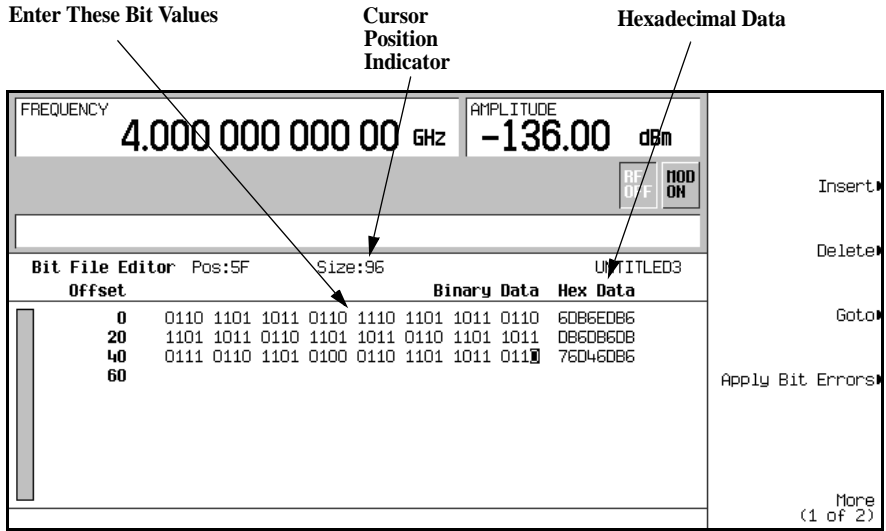 Enter These Bit Values
Cursor
Position
Indicator
Hexadecimal Data
FREQUENCY
4.000 000 000 00 GHz
AMPLITUDE
-136.00 dBm
RF
OFF
MOD
ON
Insert
Delete
Goto
Apply Bit Errors
More
(1 of 2)
Bit File Editor Pos:5F Size:96 UNTITLED3
Offset Binary Data Hex Data
0 0110 1101 1011 0110 1110 1101 1011 0110 6DB6EDB6
20 1101 1011 0110 1101 1011 0110 1101 1011 DB6DB6DB
40 0111 0110 1101 0100 0110 1101 1011 0110 76D46DB6
60